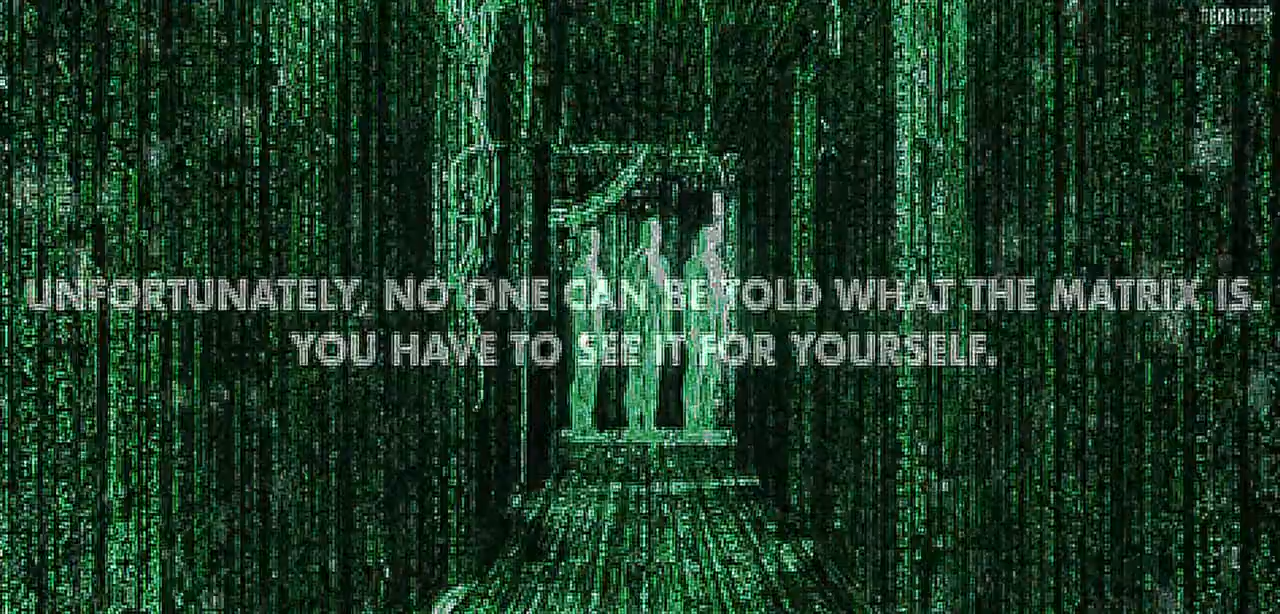 UNFORTUNATELY, NO ONE CAN BE TOLD WHAT THE MATRIX IS.
YOU HAVE TO SEE IT FOR YOURSELF.